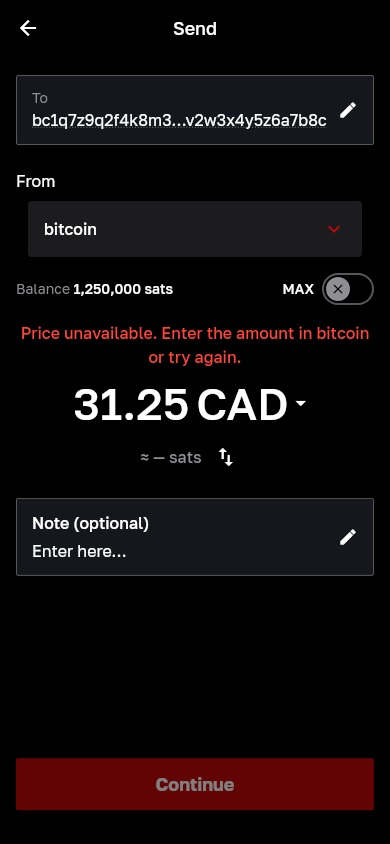 Send
To
bc1q7z9q2f4k8m3...v2w3x4y5z6a7b8c
From
bitcoin
Balance 1,250,000 sats MAX
Price unavailable. Enter the amount in bitcoin
or try again.
31.25 CAD
≈ — sats
Note (optional)
Enter here...
Continue